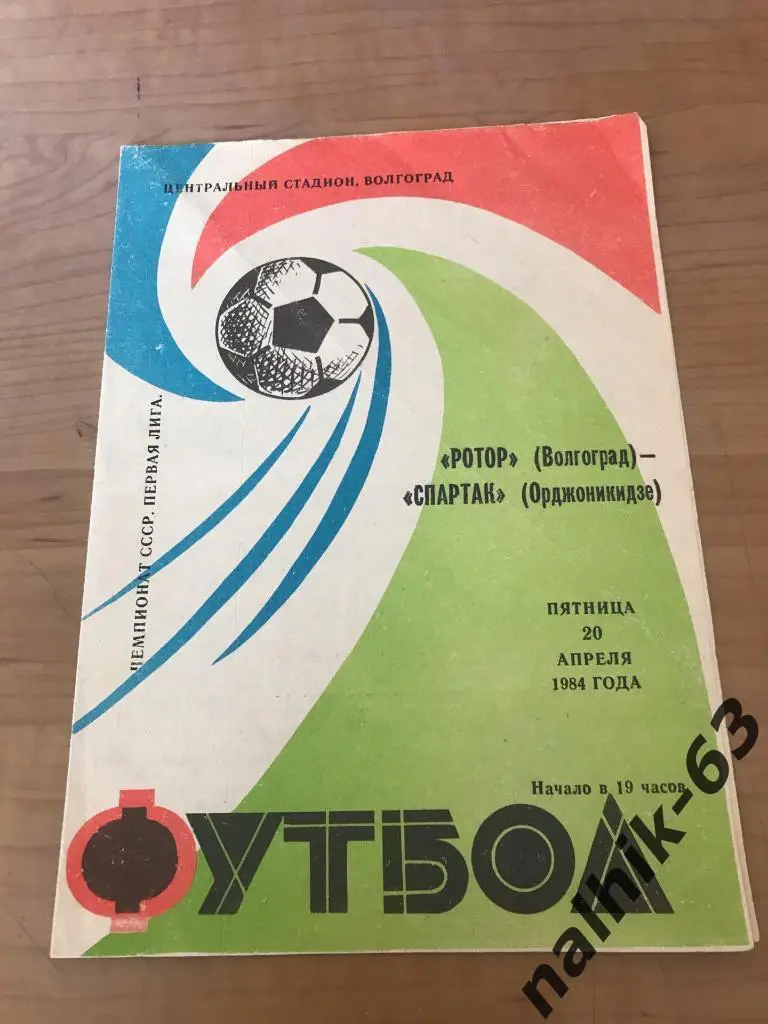 ЦЕНТРАЛЬНЫЙ СТАДИОН, ВОЛГОГРАД
ЧЕМПИОНАТ СССР. ПЕРВАЯ ЛИГА.
«РОТОР» (Волгоград)—
«СПАРТАК» (Орджоникидзе)
ПЯТНИЦА
20
АПРЕЛЯ
1984 ГОДА
Начало в 19 часов
ФУТБОЛ
nalhik-63